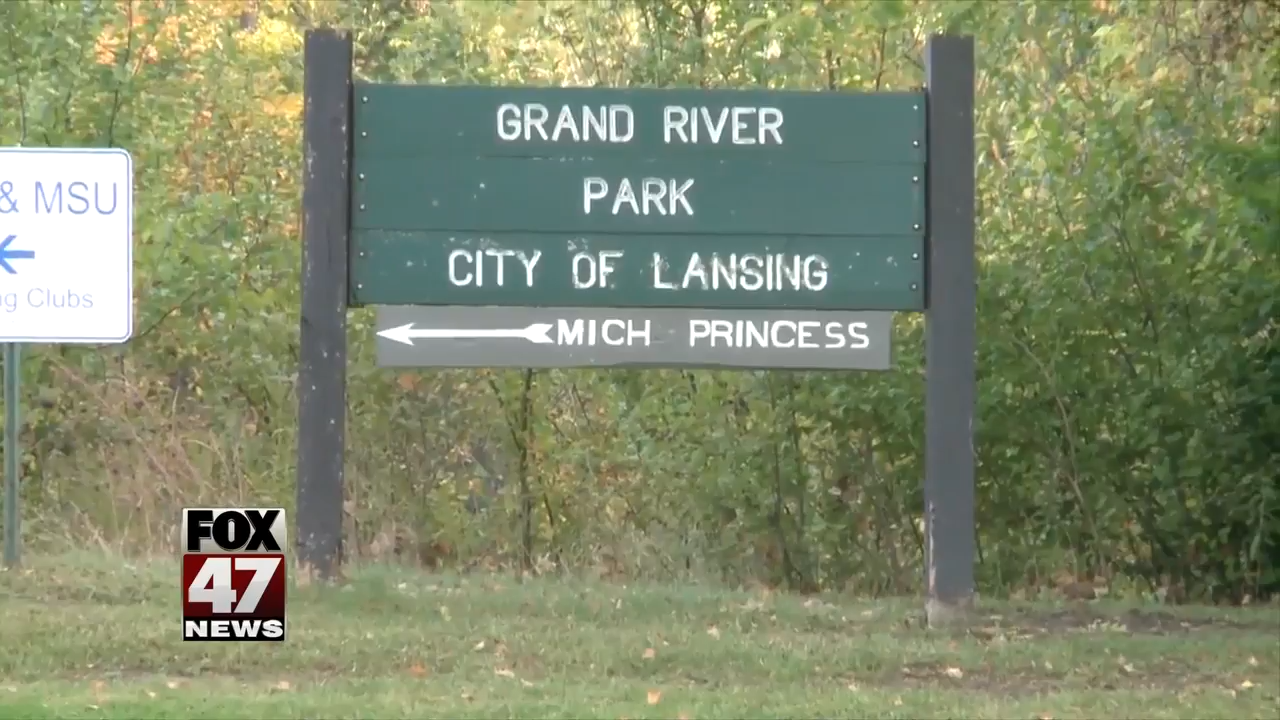 GRAND RIVER
PARK
CITY OF LANSING
MICH PRINCESS
& MSU
Clubs
FOX
47
NEWS